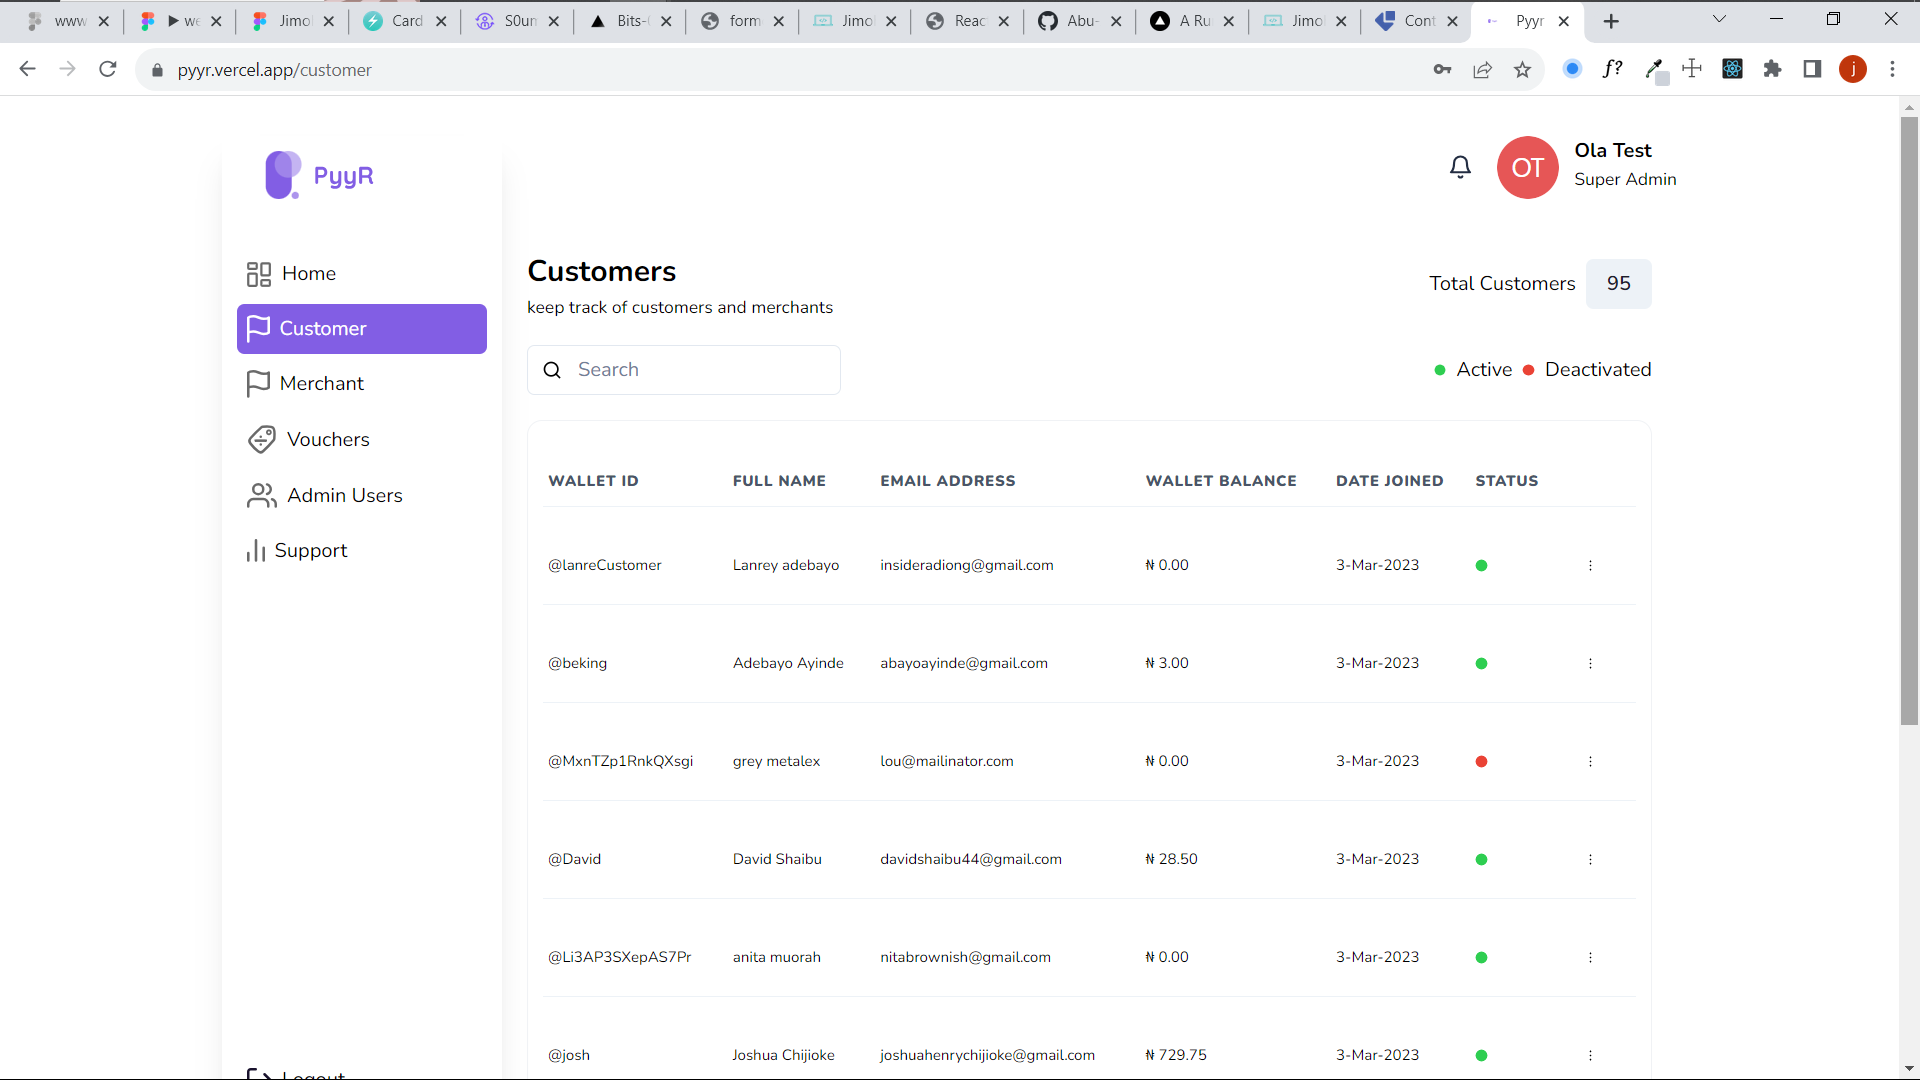 www
▶ we
Jimo
Card
S0un
Bits-
form
Jimo
Reac
Abu-
A Ru
Jimo
Cont
Pyyr
pyyr.vercel.app/customer
f?
j
PyyR
OT
Ola Test
Super Admin
Home
Customer
Merchant
Vouchers
Admin Users
Support
Logout
Customers
keep track of customers and merchants
Total Customers 95
Search
Active Deactivated
WALLET ID FULL NAME EMAIL ADDRESS WALLET BALANCE DATE JOINED STATUS
@lanreCustomer Lanrey adebayo insideradiong@gmail.com ₦ 0.00 3-Mar-2023
@beking Adebayo Ayinde abayoayinde@gmail.com ₦ 3.00 3-Mar-2023
@MxnTZp1RnkQXsgi grey metalex lou@mailinator.com ₦ 0.00 3-Mar-2023
@David David Shaibu davidshaibu44@gmail.com ₦ 28.50 3-Mar-2023
@Li3AP3SXepAS7Pr anita muorah nitabrownish@gmail.com ₦ 0.00 3-Mar-2023
@josh Joshua Chijioke joshuahenrychijioke@gmail.com ₦ 729.75 3-Mar-2023